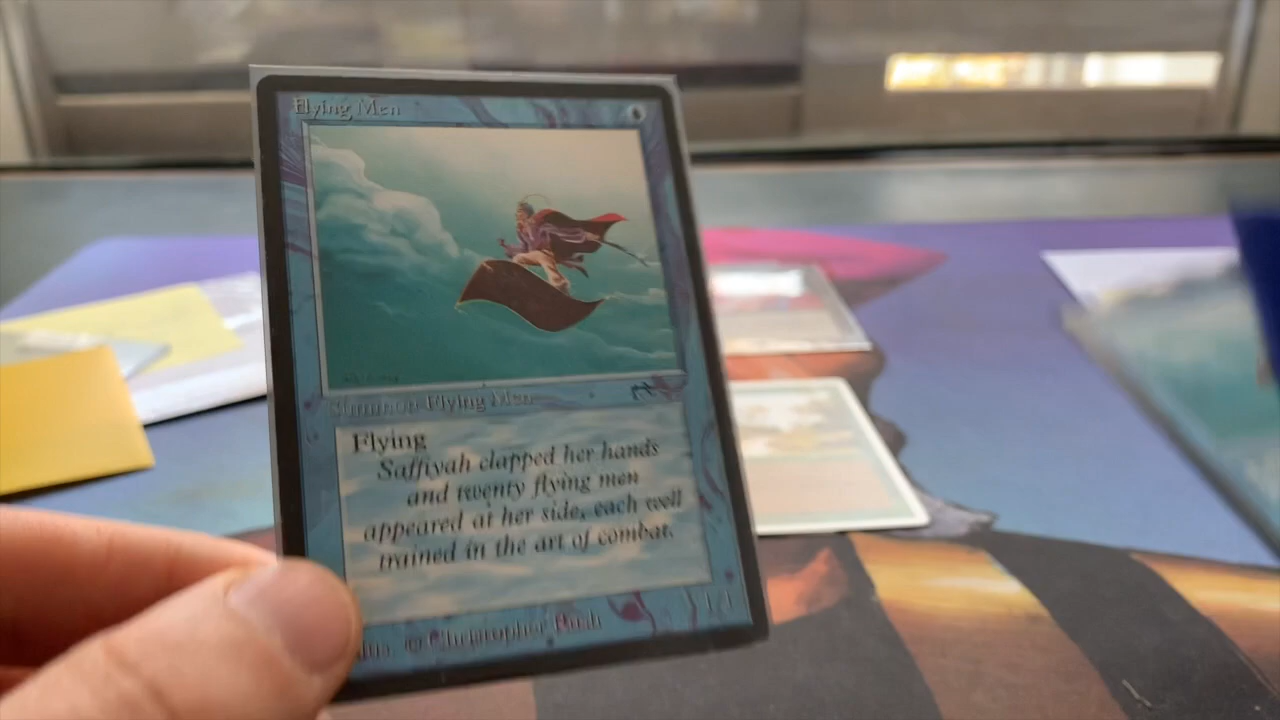 Flying Men
Summon Flying Men
Flying
Saffiyah clapped her hands
and twenty flying men
appeared at her side, each well
trained in the art of combat.
Illus. © Christopher Rush
1/1